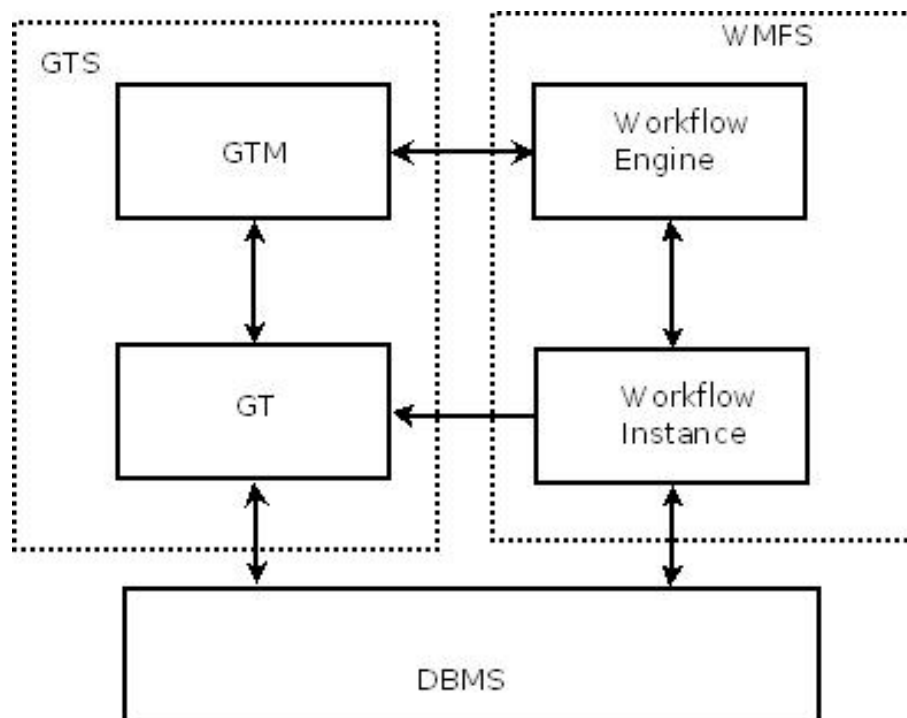 GTS
WMFS
GTM
Workflow
Engine
GT
Workflow
Instance
DBMS